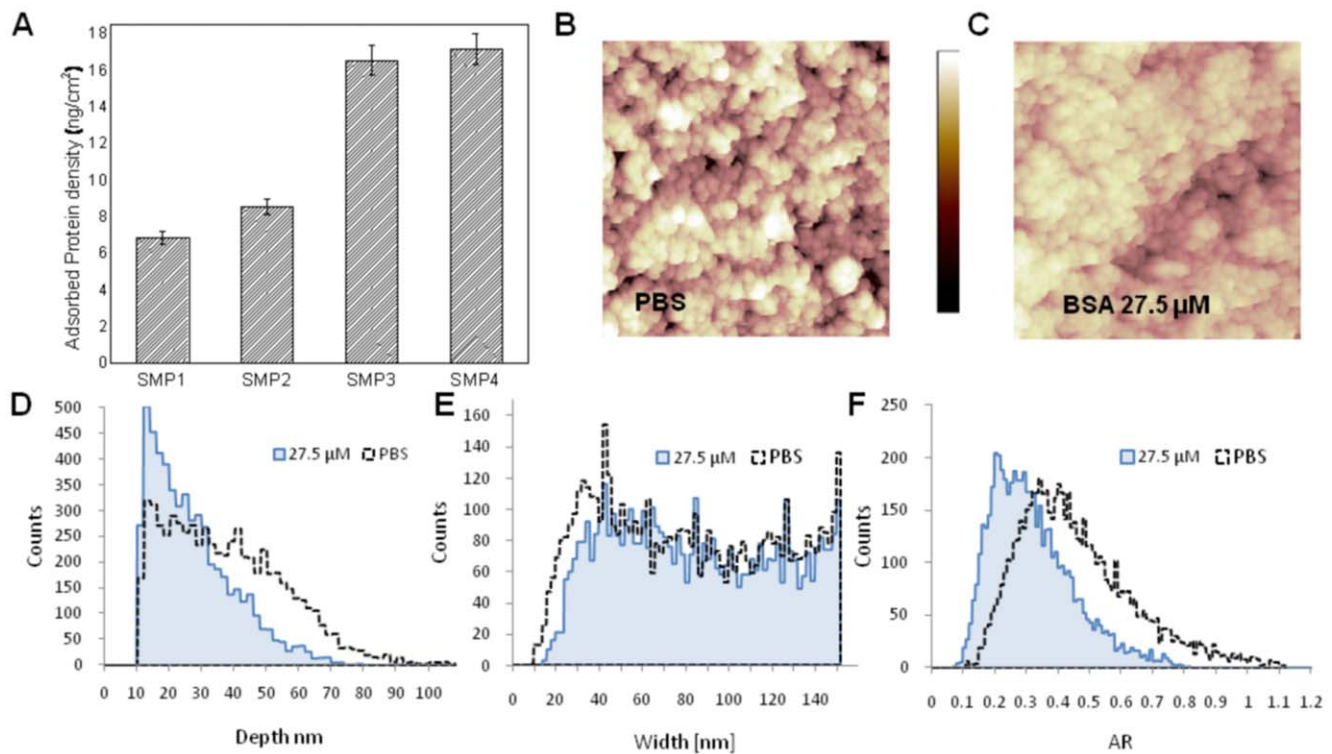 A
B
C
Adsorbed Protein density (ng/cm²)
18
16
14
12
10
8
6
4
2
0
SMP1 SMP2 SMP3 SMP4
PBS
BSA 27.5 µM
D
Counts
500
450
400
350
300
250
200
150
100
50
0
27.5 µM PBS
0 10 20 30 40 50 60 70 80 90 100
Depth nm
E
Counts
160
140
120
100
80
60
40
20
0
27.5 µM PBS
0 20 40 60 80 100 120 140
Width [nm]
F
Counts
250
200
150
100
50
0
27.5 µM PBS
0 0.1 0.2 0.3 0.4 0.5 0.6 0.7 0.8 0.9 1 1.1 1.2
AR